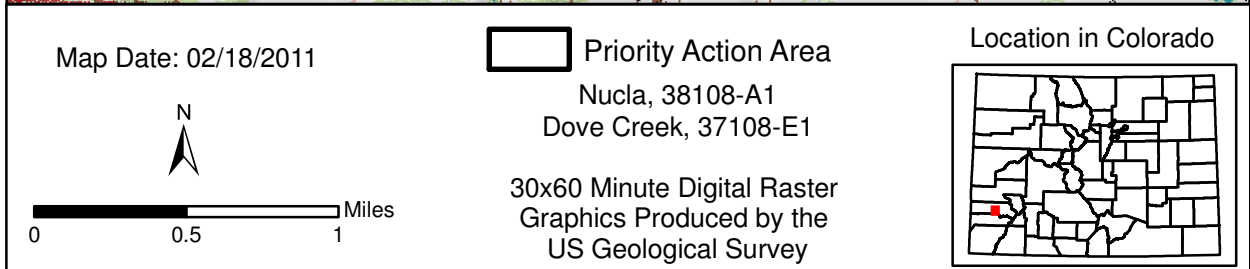 Map Date: 02/18/2011
N
Miles
0 0.5 1
Priority Action Area
Nucla, 38108-A1
Dove Creek, 37108-E1
30x60 Minute Digital Raster
Graphics Produced by the
US Geological Survey
Location in Colorado